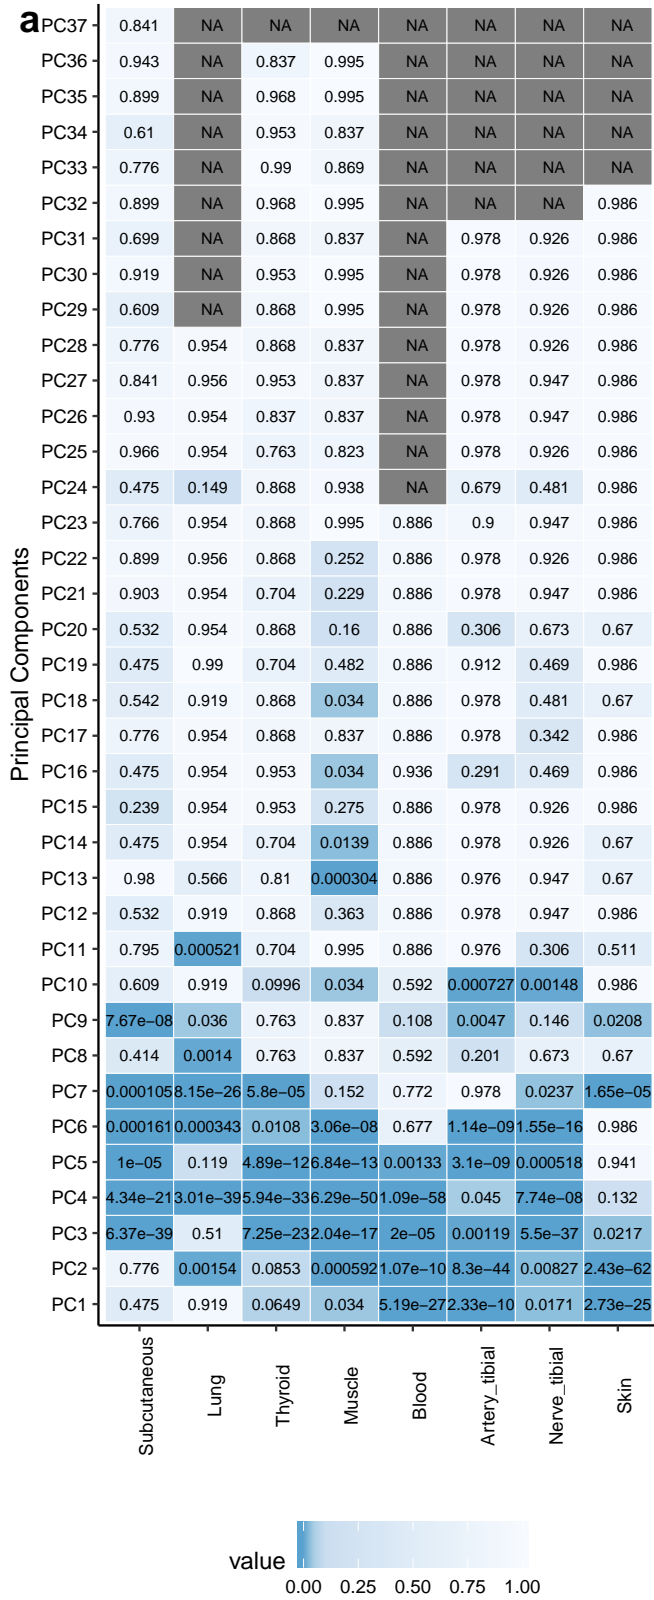 a
PC37 0.841 NA NA NA NA NA NA NA
PC36 0.943 NA 0.837 0.995 NA NA NA NA
PC35 0.899 NA 0.968 0.995 NA NA NA NA
PC34 0.61 NA 0.953 0.837 NA NA NA NA
PC33 0.776 NA 0.99 0.869 NA NA NA NA
PC32 0.899 NA 0.968 0.995 NA NA NA 0.986
PC31 0.699 NA 0.868 0.837 NA 0.978 0.926 0.986
PC30 0.919 NA 0.953 0.995 NA 0.978 0.926 0.986
PC29 0.609 NA 0.868 0.995 NA 0.978 0.926 0.986
PC28 0.776 0.954 0.868 0.837 NA 0.978 0.926 0.986
PC27 0.841 0.956 0.953 0.837 NA 0.978 0.947 0.986
PC26 0.93 0.954 0.837 0.837 NA 0.978 0.947 0.986
PC25 0.966 0.954 0.763 0.823 NA 0.978 0.926 0.986
PC24 0.475 0.149 0.868 0.938 NA 0.679 0.481 0.986
PC23 0.766 0.954 0.868 0.995 0.886 0.9 0.947 0.986
PC22 0.899 0.956 0.868 0.252 0.886 0.978 0.926 0.986
PC21 0.903 0.954 0.704 0.229 0.886 0.978 0.947 0.986
PC20 0.532 0.954 0.868 0.16 0.886 0.306 0.673 0.67
PC19 0.475 0.99 0.704 0.482 0.886 0.912 0.469 0.986
PC18 0.542 0.919 0.868 0.034 0.886 0.978 0.481 0.67
PC17 0.776 0.954 0.868 0.837 0.886 0.978 0.342 0.986
PC16 0.475 0.954 0.953 0.034 0.936 0.291 0.469 0.986
PC15 0.239 0.954 0.953 0.275 0.886 0.978 0.926 0.986
PC14 0.475 0.954 0.704 0.0139 0.886 0.978 0.926 0.67
PC13 0.98 0.566 0.81 0.000304 0.886 0.976 0.947 0.67
PC12 0.532 0.919 0.868 0.363 0.886 0.978 0.947 0.986
PC11 0.795 0.000521 0.704 0.995 0.886 0.976 0.306 0.511
PC10 0.609 0.919 0.0996 0.034 0.592 0.000727 0.00148 0.986
PC9 7.67e−08 0.036 0.763 0.837 0.108 0.0047 0.146 0.0208
PC8 0.414 0.0014 0.763 0.837 0.592 0.201 0.673 0.67
PC7 0.000105 8.15e−26 5.8e−05 0.152 0.772 0.978 0.0237 1.65e−05
PC6 0.000161 0.000343 0.0108 3.06e−08 0.677 1.14e−09 1.55e−16 0.986
PC5 1e−05 0.119 4.89e−12 6.84e−13 0.00133 3.1e−09 0.000518 0.941
PC4 4.34e−21 3.01e−39 5.94e−33 6.29e−50 1.09e−58 0.045 7.74e−08 0.132
PC3 6.37e−39 0.51 7.25e−23 2.04e−17 2e−05 0.00119 5.5e−37 0.0217
PC2 0.776 0.00154 0.0853 0.000592 1.07e−10 8.3e−44 0.00827 2.43e−62
PC1 0.475 0.919 0.0649 0.034 5.19e−27 2.33e−10 0.0171 2.73e−25
Principal Components
Subcutaneous
Lung
Thyroid
Muscle
Blood
Artery_tibial
Nerve_tibial
Skin
value
0.00 0.25 0.50 0.75 1.00